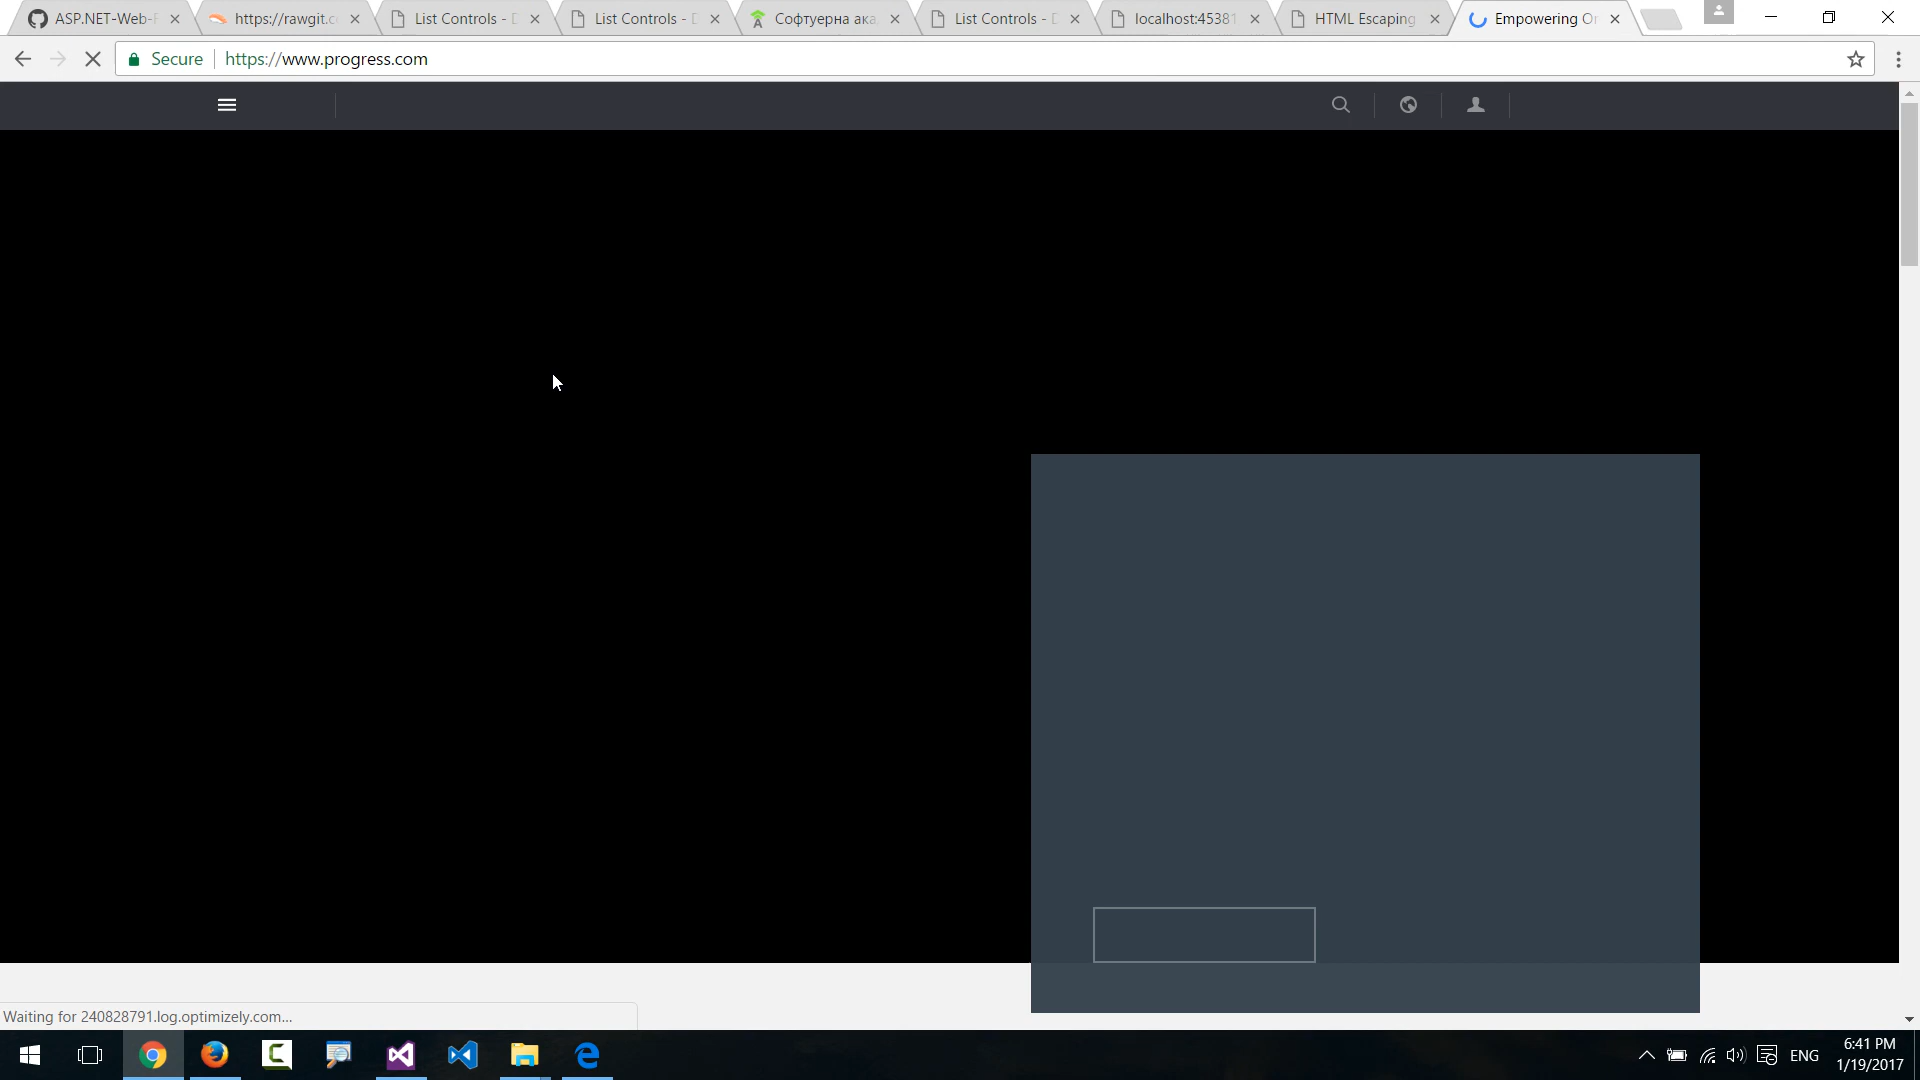 ASP.NET-Web-F
https://rawgit.c
List Controls - D
List Controls - D
Софтуерна ака
List Controls - D
localhost:45381
HTML Escaping
Empowering Or
Secure
https://www.progress.com
Waiting for 240828791.log.optimizely.com...
ENG
6:41 PM
1/19/2017